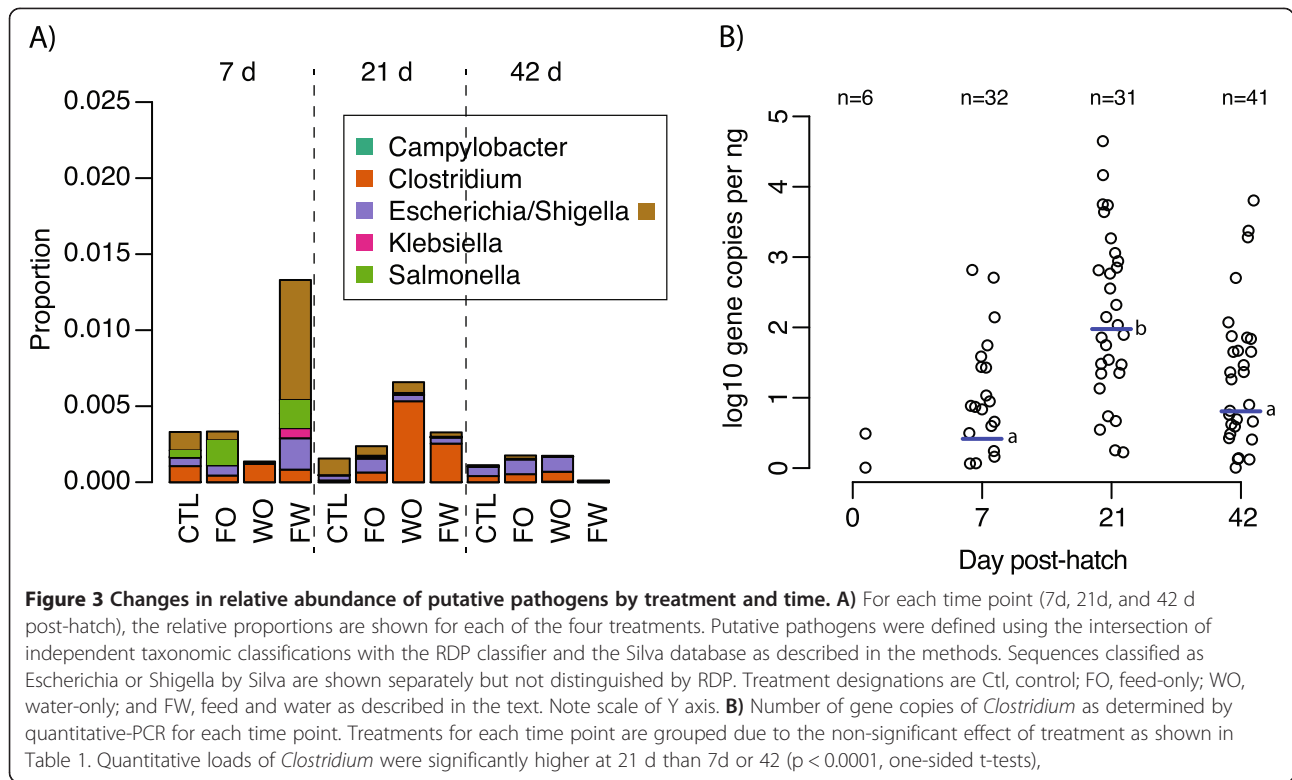 A)
7 d 21 d 42 d
0.025
0.020
0.015
0.010
0.005
0.000
Proportion
Campylobacter
Clostridium
Escherichia/Shigella
Klebsiella
Salmonella
CTL FO WO FW CTL FO WO FW CTL FO WO FW
B)
n=6 n=32 n=31 n=41
5
4
3
2
1
0
log10 gene copies per ng
a
b
a
0 7 21 42
Day post-hatch
Figure 3 Changes in relative abundance of putative pathogens by treatment and time. A) For each time point (7d, 21d, and 42 d
post-hatch), the relative proportions are shown for each of the four treatments. Putative pathogens were defined using the intersection of
independent taxonomic classifications with the RDP classifier and the Silva database as described in the methods. Sequences classified as
Escherichia or Shigella by Silva are shown separately but not distinguished by RDP. Treatment designations are Ctl, control; FO, feed-only; WO,
water-only; and FW, feed and water as described in the text. Note scale of Y axis. B) Number of gene copies of Clostridium as determined by
quantitative-PCR for each time point. Treatments for each time point are grouped due to the non-significant effect of treatment as shown in
Table 1. Quantitative loads of Clostridium were significantly higher at 21 d than 7d or 42 (p < 0.0001, one-sided t-tests),